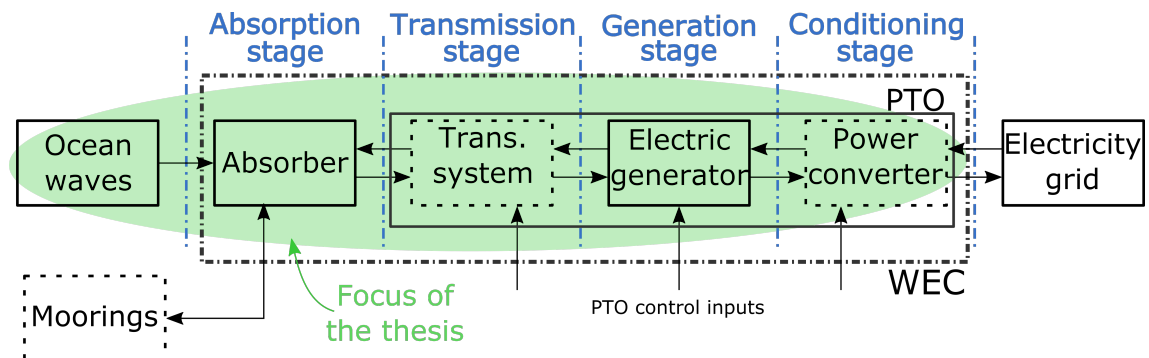 Absorption
stage
Transmission
stage
Generation
stage
Conditioning
stage
PTO
Ocean
waves
Absorber
Trans.
system
Electric
generator
Power
converter
Electricity
grid
WEC
Moorings
Focus of
the thesis
PTO control inputs